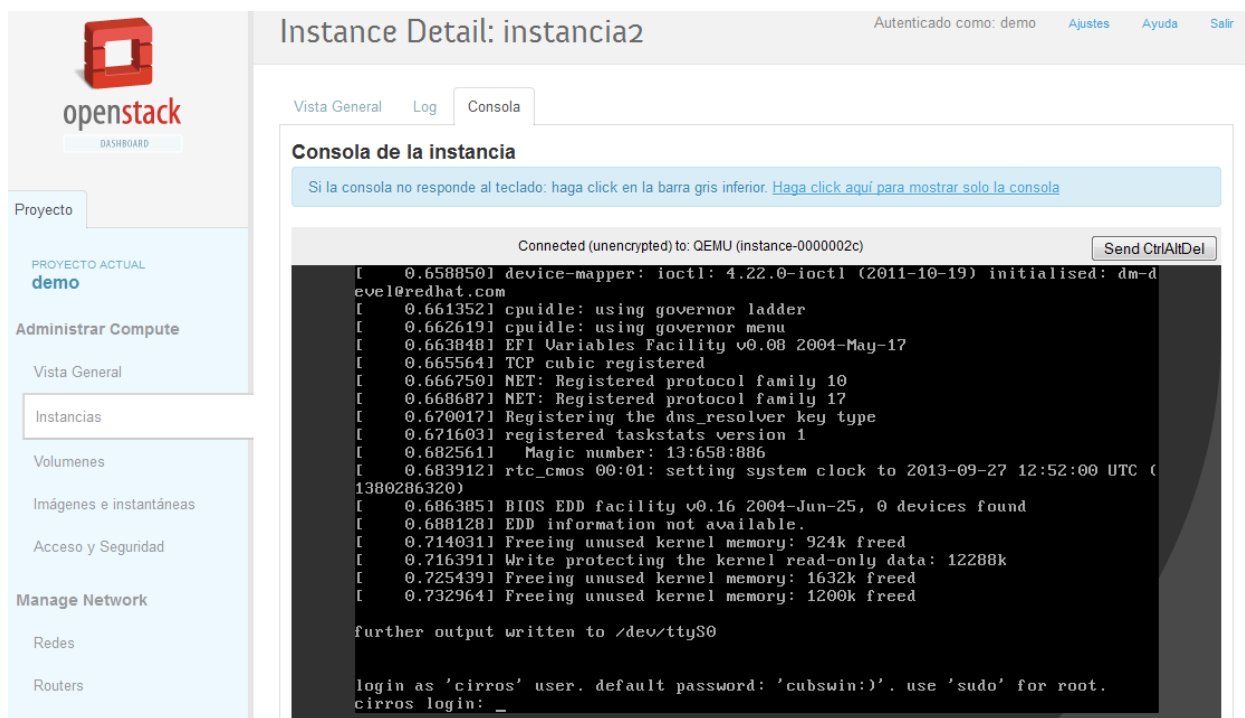 Instance Detail: instancia2
Autenticado como: demo Ajustes Ayuda Salir
openstack
DASHBOARD
Proyecto
PROYECTO ACTUAL
demo
Administrar Compute
Vista General
Instancias
Volumenes
Imágenes e instantáneas
Acceso y Seguridad
Manage Network
Redes
Routers
Vista General Log Consola
Consola de la instancia
Si la consola no responde al teclado: haga click en la barra gris inferior. Haga click aquí para mostrar solo la consola
Connected (unencrypted) to: QEMU (instance-0000002c)
Send CtrlAltDel
[    0.658850] device-mapper: ioctl: 4.22.0-ioctl (2011-10-19) initialised: dm-d
evel@redhat.com
[    0.661352] cpuidle: using governor ladder
[    0.662619] cpuidle: using governor menu
[    0.663848] EFI Variables Facility v0.08 2004-May-17
[    0.665564] TCP cubic registered
[    0.666750] NET: Registered protocol family 10
[    0.668687] NET: Registered protocol family 17
[    0.670017] Registering the dns_resolver key type
[    0.671603] registered taskstats version 1
[    0.682561]   Magic number: 13:658:886
[    0.683912] rtc_cmos 00:01: setting system clock to 2013-09-27 12:52:00 UTC (
1380286320)
[    0.686385] BIOS EDD facility v0.16 2004-Jun-25, 0 devices found
[    0.688128] EDD information not available.
[    0.714031] Freeing unused kernel memory: 924k freed
[    0.716391] Write protecting the kernel read-only data: 12288k
[    0.725439] Freeing unused kernel memory: 1632k freed
[    0.732964] Freeing unused kernel memory: 1200k freed
further output written to /dev/ttyS0
login as 'cirros' user. default password: 'cubswin:)'. use 'sudo' for root.
cirros login: _